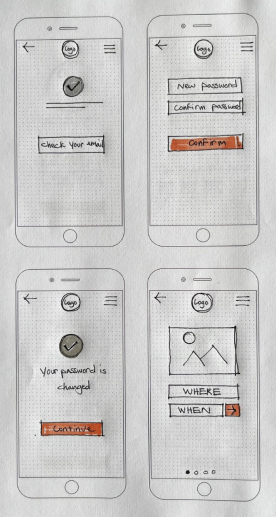 Logo
Check your email
Logo
New password
Confirm password
Confirm
Logo
Your password is
changed
Continue
Logo
WHERE
WHEN